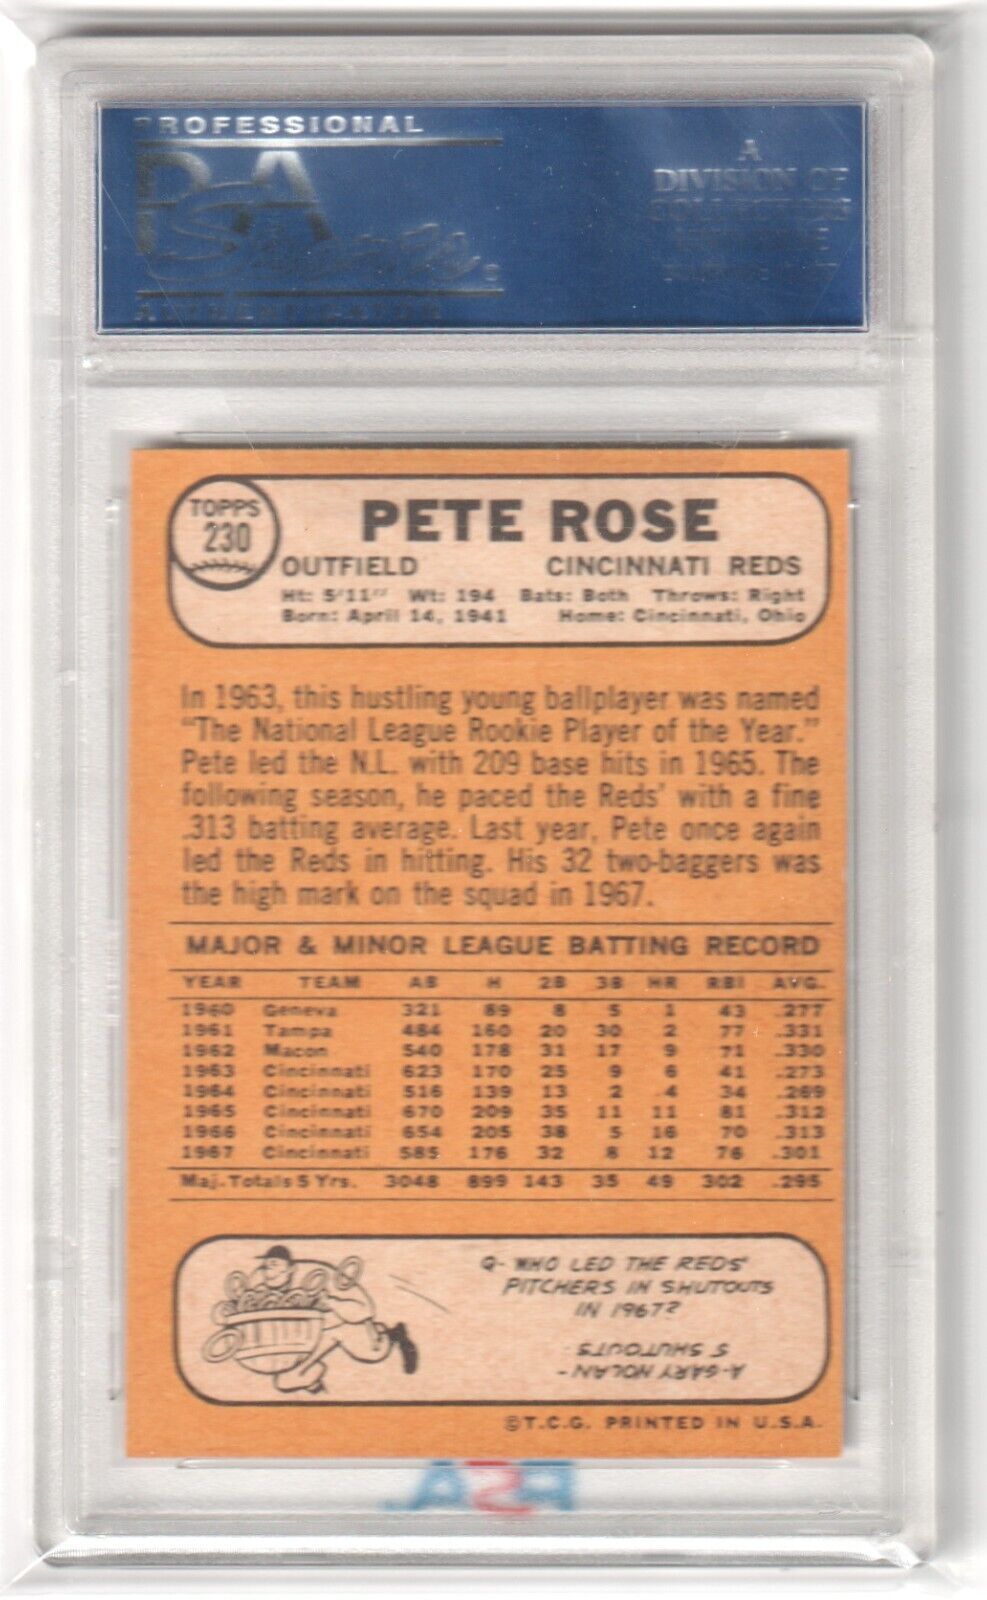 PROFESSIONAL
PSA
AUTHENTICATOR
A
DIVISION OF
COLLECTORS
UNIVERSE
TOPPS
230
PETE ROSE
OUTFIELD CINCINNATI REDS
Ht: 5'11" Wt: 194 Bats: Both Throws: Right
Born: April 14, 1941 Home: Cincinnati, Ohio
In 1963, this hustling young ballplayer was named
"The National League Rookie Player of the Year."
Pete led the N.L. with 209 base hits in 1965. The
following season, he paced the Reds' with a fine
.313 batting average. Last year, Pete once again
led the Reds in hitting. His 32 two-baggers was
the high mark on the squad in 1967.
MAJOR & MINOR LEAGUE BATTING RECORD
YEAR TEAM AB H 2B 3B HR RBI AVG.
1960 Geneva 321 89 8 5 1 43 .277
1961 Tampa 484 160 20 30 2 77 .331
1962 Macon 540 178 31 17 9 71 .330
1963 Cincinnati 623 170 25 9 6 41 .273
1964 Cincinnati 516 139 13 2 .4 34 .269
1965 Cincinnati 670 209 35 11 11 81 .312
1966 Cincinnati 654 205 38 5 16 70 .313
1967 Cincinnati 585 176 32 8 12 76 .301
Maj. Totals 5 Yrs. 3048 899 143 35 49 302 .295
Q- WHO LED THE REDS'
PITCHERS IN SHUTOUTS
IN 1967?
A-GARY NOLAN-
5 SHUTOUTS.
©T.C.G. PRINTED IN U.S.A.
PSA